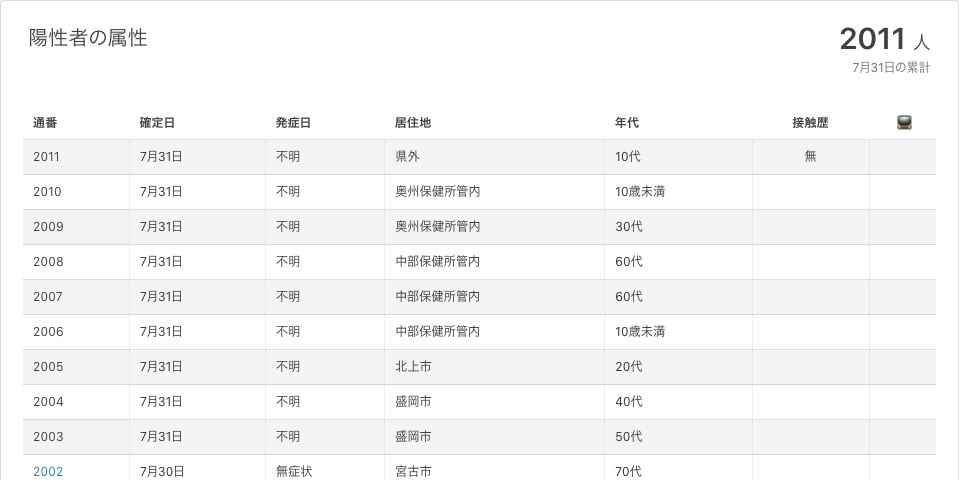 陽性者の属性
2011 人
7月31日の累計
通番 確定日 発症日 居住地 年代 接触歴
2011 7月31日 不明 県外 10代 無
2010 7月31日 不明 奥州保健所管内 10歳未満
2009 7月31日 不明 奥州保健所管内 30代
2008 7月31日 不明 中部保健所管内 60代
2007 7月31日 不明 中部保健所管内 60代
2006 7月31日 不明 中部保健所管内 10歳未満
2005 7月31日 不明 北上市 20代
2004 7月31日 不明 盛岡市 40代
2003 7月31日 不明 盛岡市 50代
2002 7月30日 無症状 宮古市 70代